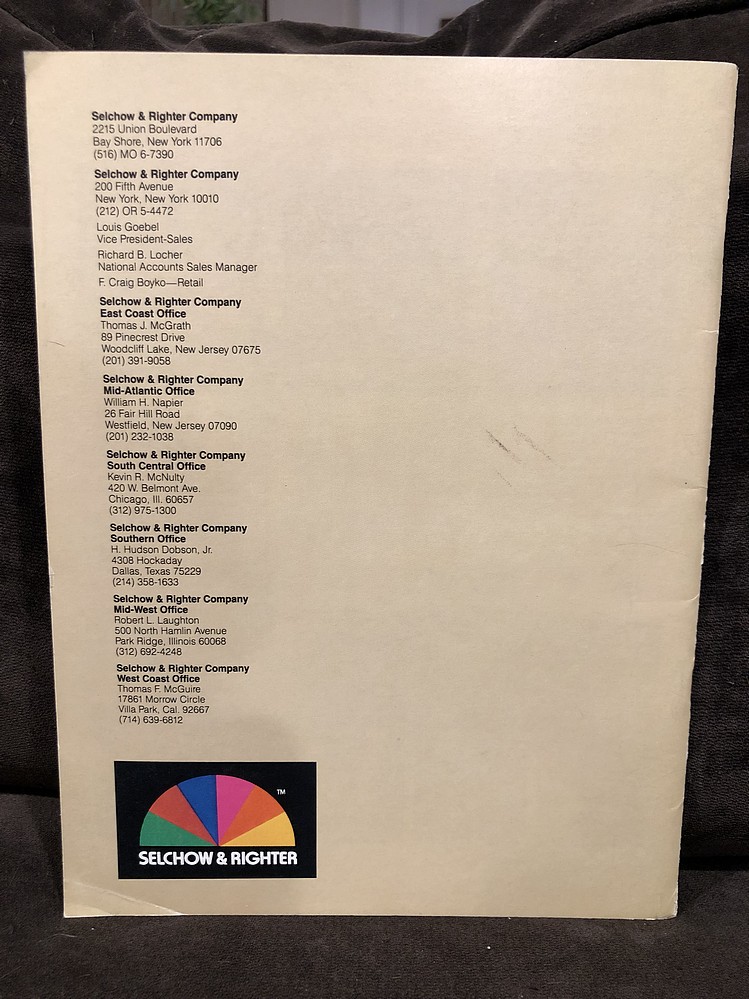 Selchow & Righter Company
2215 Union Boulevard
Bay Shore, New York 11706
(516) MO 6-7390
Selchow & Righter Company
200 Fifth Avenue
New York, New York 10010
(212) OR 5-4472
Louis Goebel
Vice President-Sales
Richard B. Locher
National Accounts Sales Manager
F. Craig Boyko—Retail
Selchow & Righter Company
East Coast Office
Thomas J. McGrath
89 Pinecrest Drive
Woodcliff Lake, New Jersey 07675
(201) 391-9058
Selchow & Righter Company
Mid-Atlantic Office
William H. Napier
26 Fair Hill Road
Westfield, New Jersey 07090
(201) 232-1038
Selchow & Righter Company
South Central Office
Kevin R. McNulty
420 W. Belmont Ave.
Chicago, Ill. 60657
(312) 975-1300
Selchow & Righter Company
Southern Office
H. Hudson Dobson, Jr.
4308 Hockaday
Dallas, Texas 75229
(214) 358-1633
Selchow & Righter Company
Mid-West Office
Robert L. Laughton
500 North Hamlin Avenue
Park Ridge, Illinois 60068
(312) 692-4248
Selchow & Righter Company
West Coast Office
Thomas F. McGuire
17861 Morrow Circle
Villa Park, Cal. 92667
(714) 639-6812
TM
SELCHOW & RIGHTER